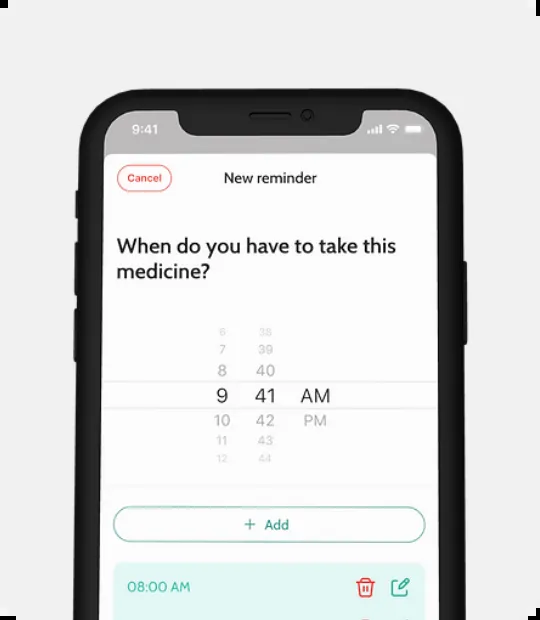 9:41
Cancel
New reminder
When do you have to take this
medicine?
6 38
7 39
8 40
9 41 AM
10 42 PM
11 43
12 44
+ Add
08:00 AM